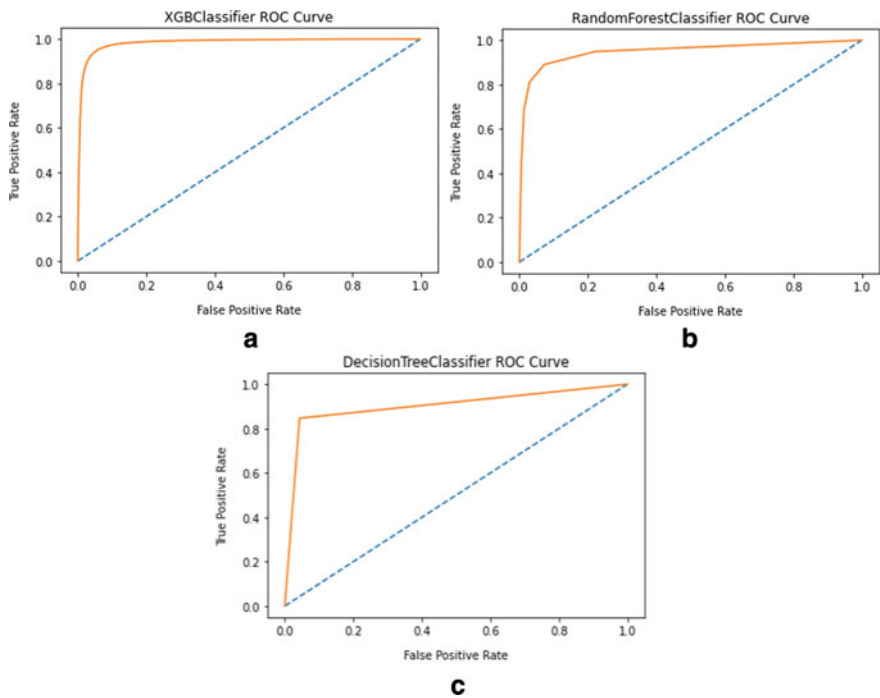 XGBClassifier ROC Curve
1.0
0.8
0.6
0.4
0.2
0.0
True Positive Rate
0.0 0.2 0.4 0.6 0.8 1.0
False Positive Rate
a
RandomForestClassifier ROC Curve
1.0
0.8
0.6
0.4
0.2
0.0
True Positive Rate
0.0 0.2 0.4 0.6 0.8 1.0
False Positive Rate
b
DecisionTreeClassifier ROC Curve
1.0
0.8
0.6
0.4
0.2
0.0
True Positive Rate
0.0 0.2 0.4 0.6 0.8 1.0
False Positive Rate
c